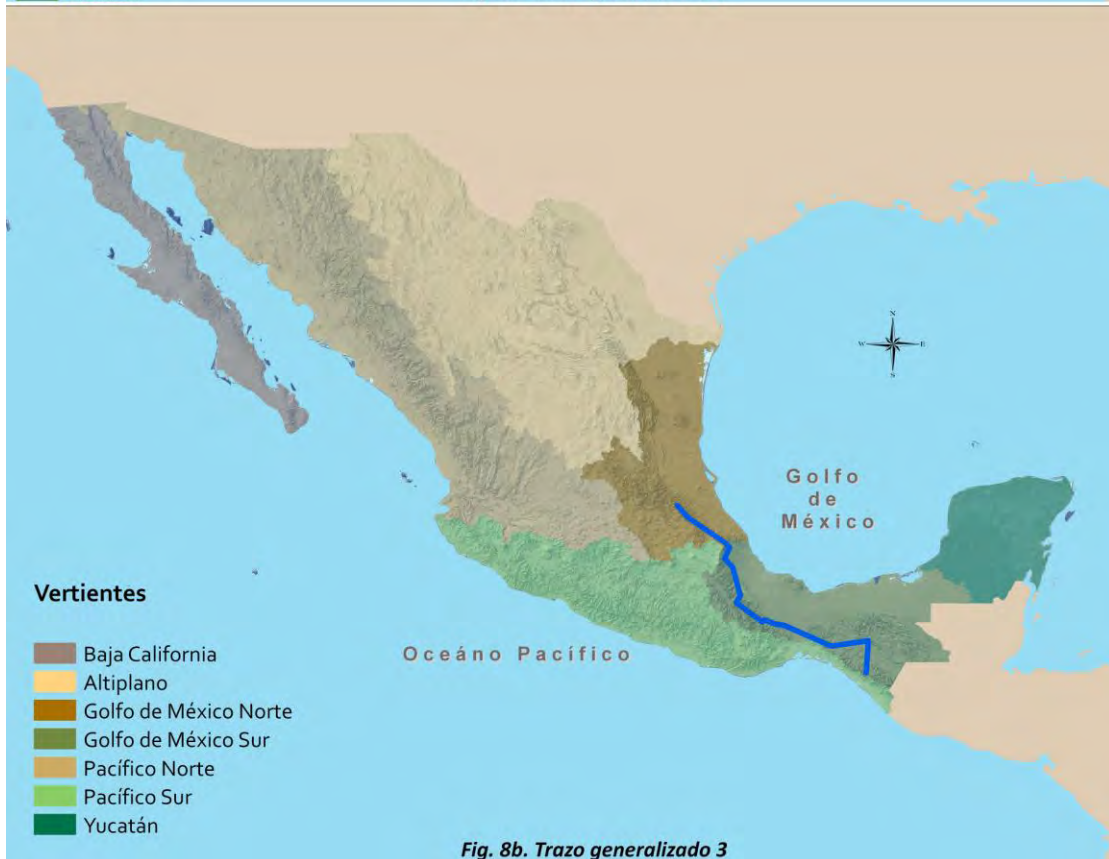 N
W E
S
Golfo
de
México
Vertientes
Baja California
Oceáno Pacífico
Altiplano
Golfo de México Norte
Golfo de México Sur
Pacífico Norte
Pacífico Sur
Yucatán
Fig. 8b. Trazo generalizado 3